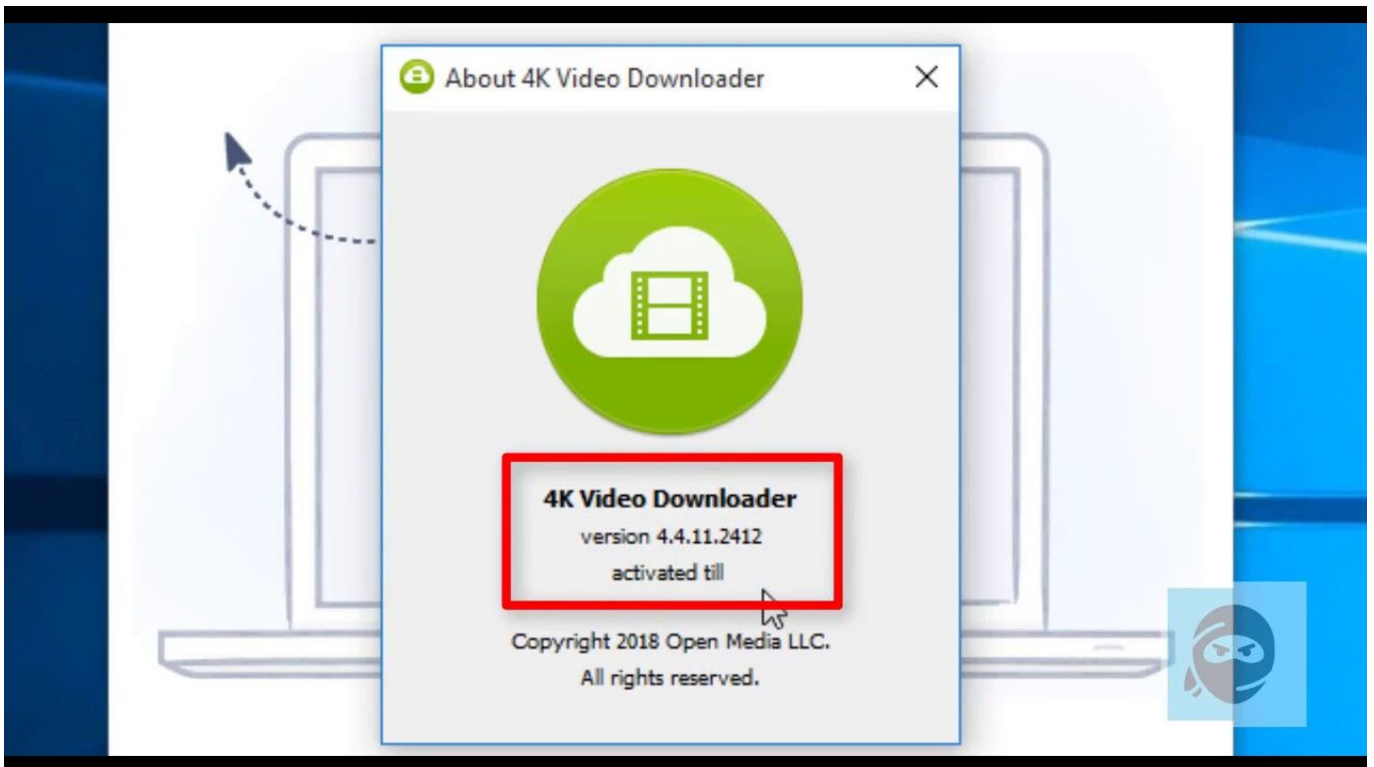 About 4K Video Downloader
4K Video Downloader
version 4.4.11.2412
activated till
Copyright 2018 Open Media LLC.
All rights reserved.